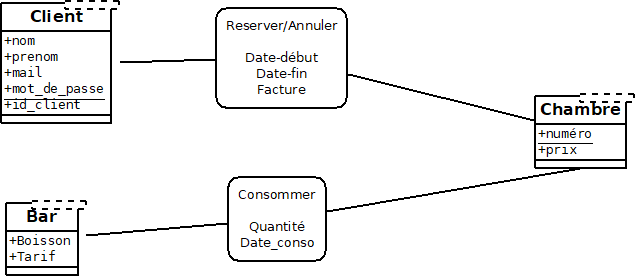 Client
+nom
+prenom
+mail
+mot_de_passe
+id_client
Reserver/Annuler
Date-début
Date-fin
Facture
Chambre
+numéro
+prix
Consommer
Quantité
Date_conso
Bar
+Boisson
+Tarif